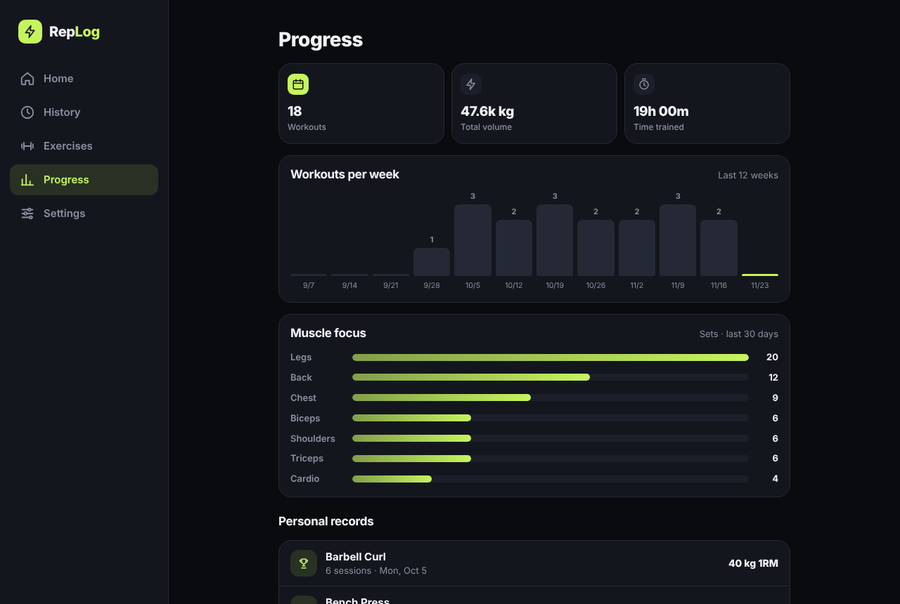 RepLog
Home
History
Exercises
Progress
Settings
Progress
18
Workouts
47.6k kg
Total volume
19h 00m
Time trained
Workouts per week
Last 12 weeks
1 3 2 3 2 2 3 2
9/7 9/14 9/21 9/28 10/5 10/12 10/19 10/26 11/2 11/9 11/16 11/23
Muscle focus
Sets · last 30 days
Legs 20
Back 12
Chest 9
Biceps 6
Shoulders 6
Triceps 6
Cardio 4
Personal records
Barbell Curl
6 sessions · Mon, Oct 5
40 kg 1RM
Bench Press